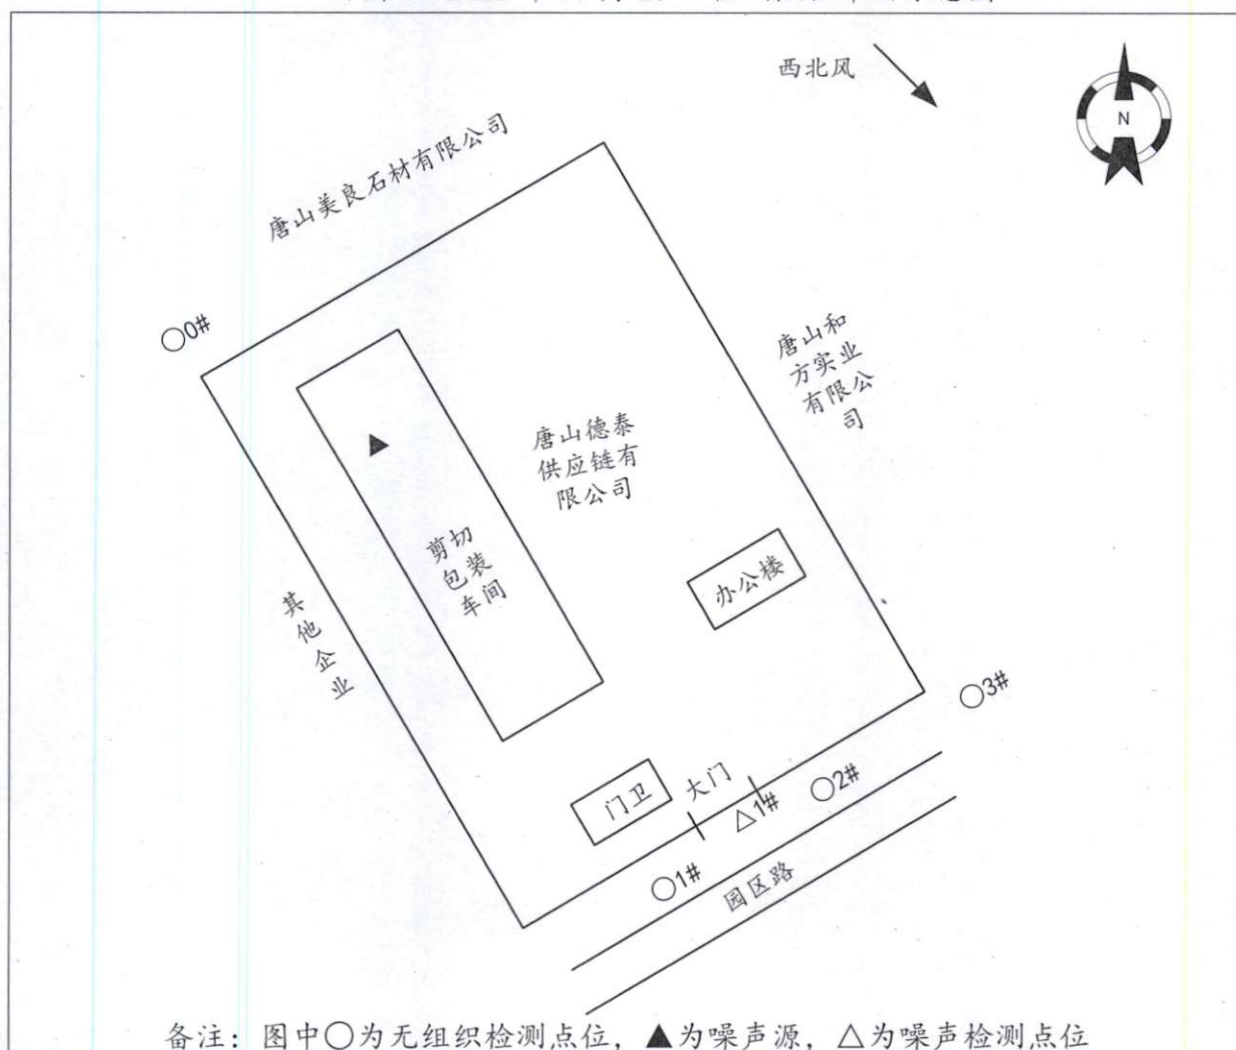 西北风
N
唐山美良石材有限公司
○0#
唐山和
方实业
有限公
司
唐山德泰
供应链有
限公司
剪切
包装
车间
办公楼
其他企业
○3#
门卫
大门
△1#
○2#
○1#
园区路
备注：图中○为无组织检测点位，▲为噪声源，△为噪声检测点位